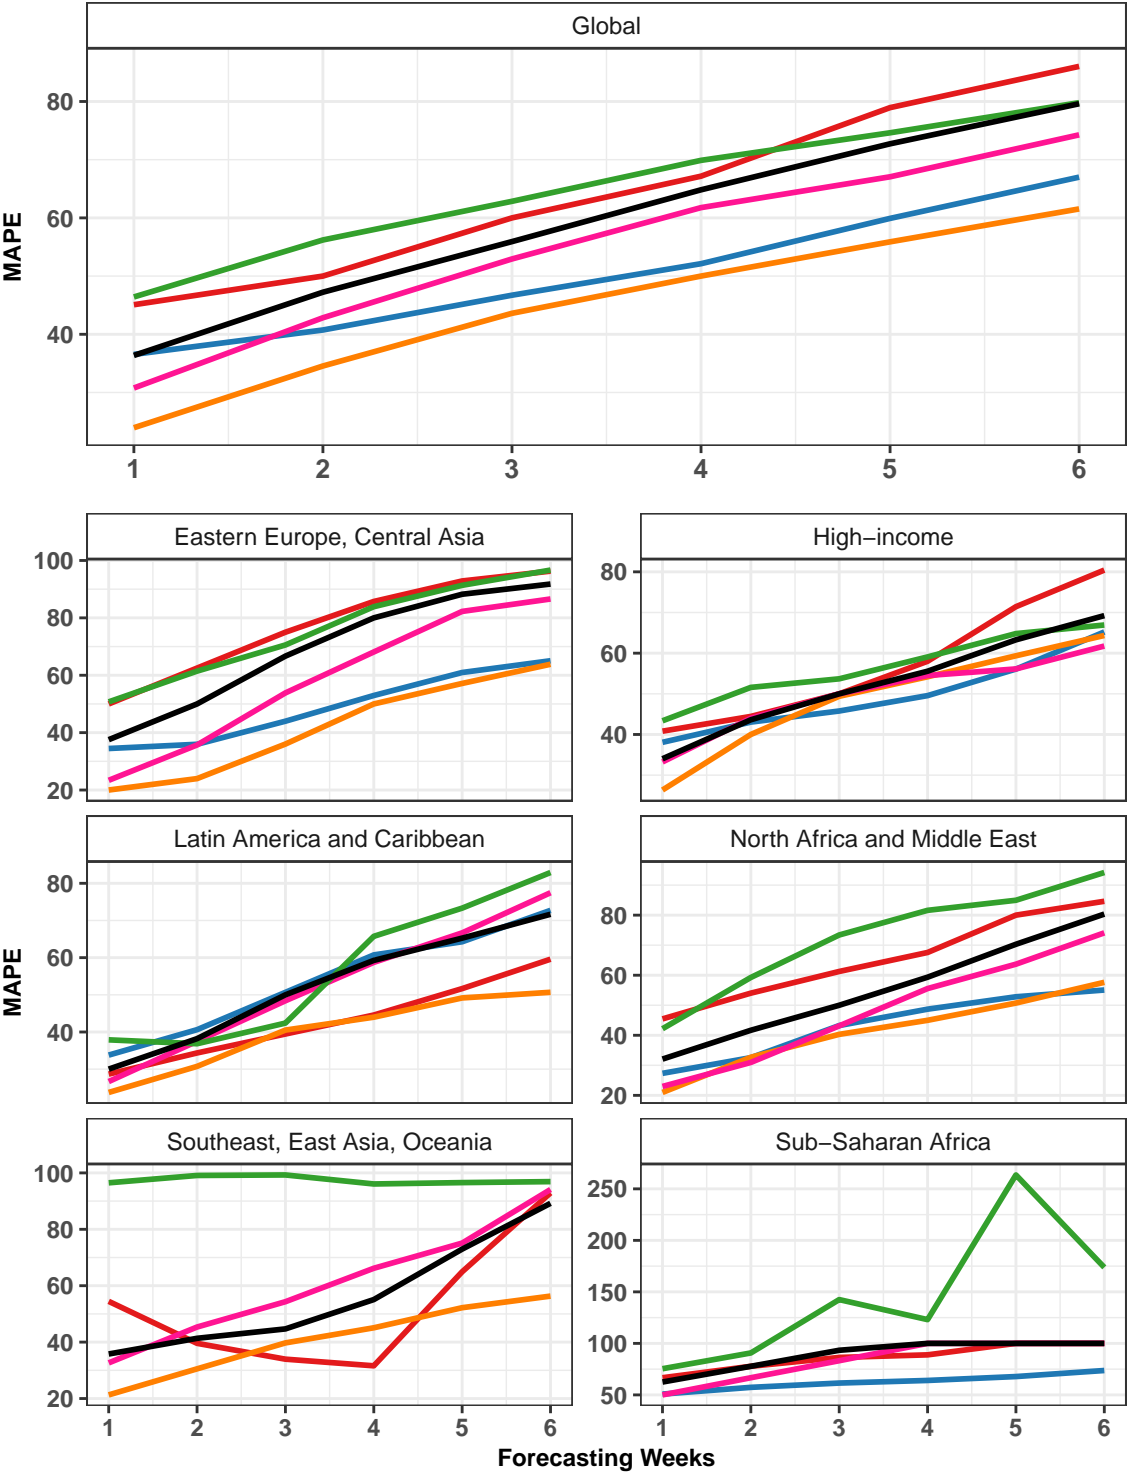 Global
MAPE
80
60
40
1 2 3 4 5 6
Eastern Europe, Central Asia
100
80
60
40
20
High−income
80
60
40
MAPE
Latin America and Caribbean
80
60
40
North Africa and Middle East
80
60
40
20
Southeast, East Asia, Oceania
100
80
60
40
20
1 2 3 4 5 6
Sub−Saharan Africa
250
200
150
100
50
1 2 3 4 5 6
Forecasting Weeks